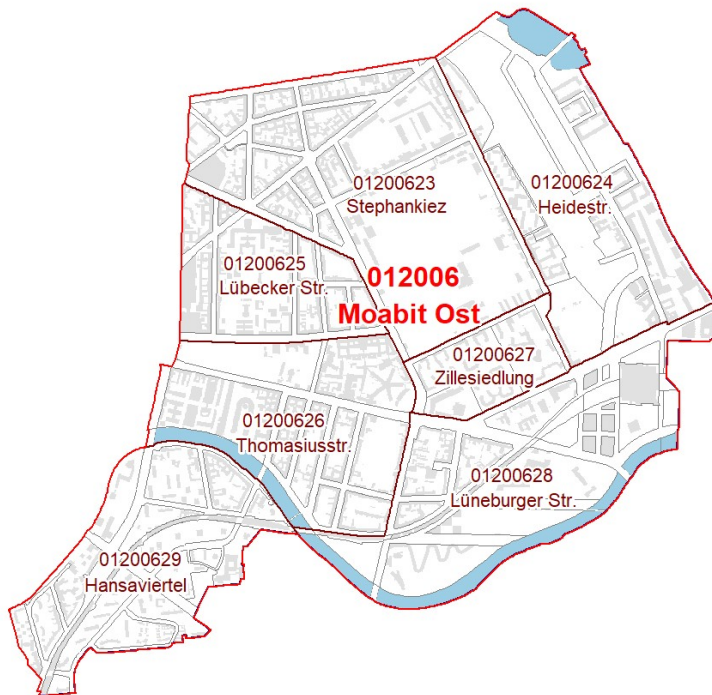 01200623
Stephankiez
01200624
Heidestr.
01200625
Lübecker Str.
012006
Moabit Ost
01200627
Zillesiedlung
01200626
Thomasiusstr.
01200628
Lüneburger Str.
01200629
Hansaviertel